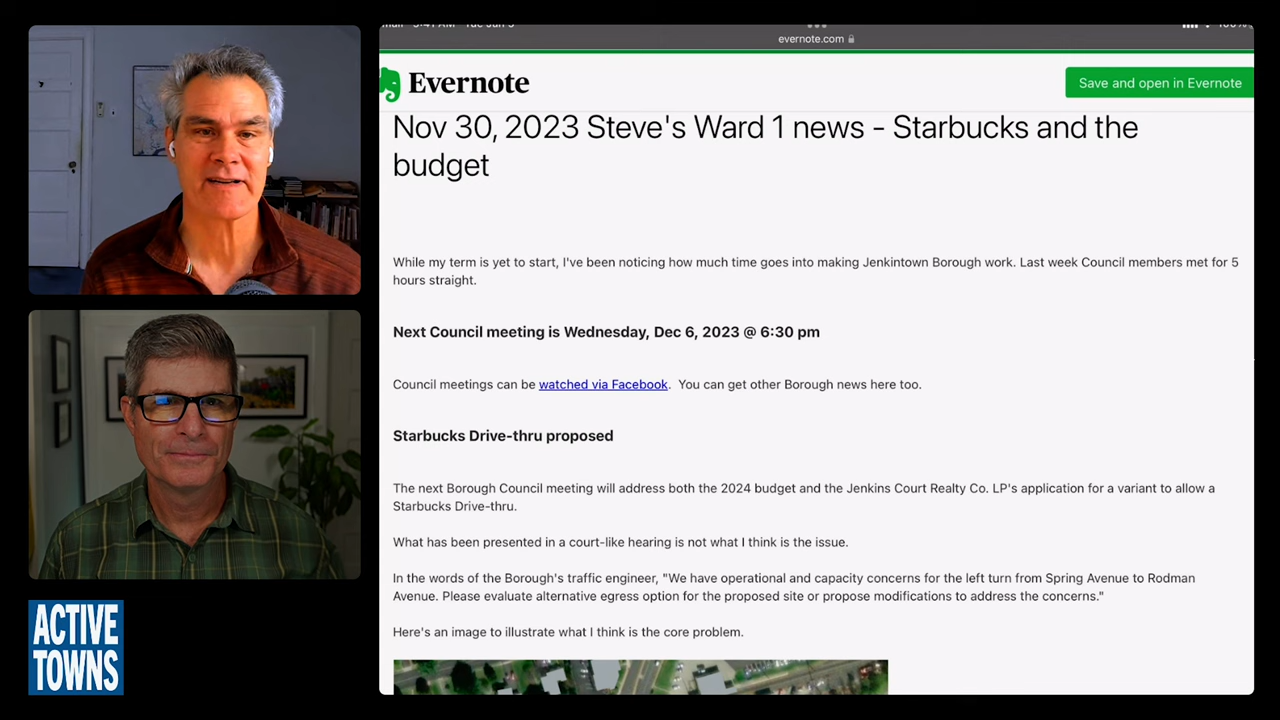 evernote.com
Evernote
Save and open in Evernote
Nov 30, 2023 Steve's Ward 1 news - Starbucks and the
budget
While my term is yet to start, I've been noticing how much time goes into making Jenkintown Borough work. Last week Council members met for 5
hours straight.
Next Council meeting is Wednesday, Dec 6, 2023 @ 6:30 pm
Council meetings can be watched via Facebook. You can get other Borough news here too.
Starbucks Drive-thru proposed
The next Borough Council meeting will address both the 2024 budget and the Jenkins Court Realty Co. LP's application for a variant to allow a
Starbucks Drive-thru.
What has been presented in a court-like hearing is not what I think is the issue.
In the words of the Borough's traffic engineer, "We have operational and capacity concerns for the left turn from Spring Avenue to Rodman
Avenue. Please evaluate alternative egress option for the proposed site or propose modifications to address the concerns."
Here's an image to illustrate what I think is the core problem.
ACTIVE
TOWNS